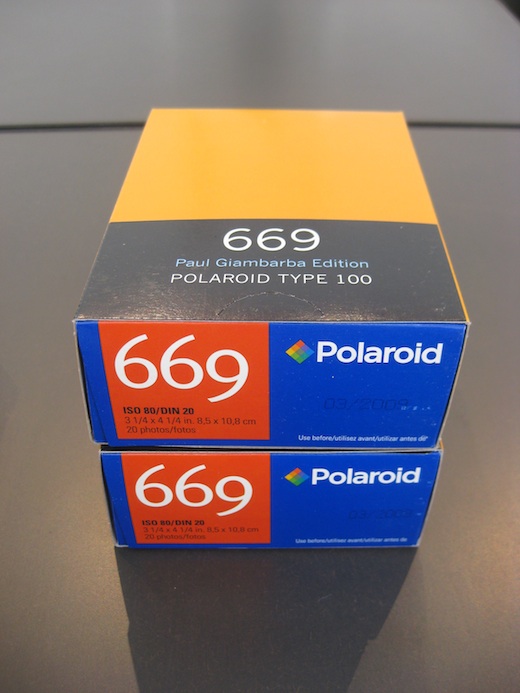 669
Paul Giambarba Edition
POLAROID TYPE 100
669
ISO 80/DIN 20
3 1/4 x 4 1/4 in. 8,5 x 10,8 cm
20 photos/fotos
Polaroid
03/2009
Use before/utilisez avant/utilizar antes de
669
ISO 80/DIN 20
3 1/4 x 4 1/4 in. 8,5 x 10,8 cm
20 photos/fotos
Polaroid
Use before/utilisez avant/utilizar antes de